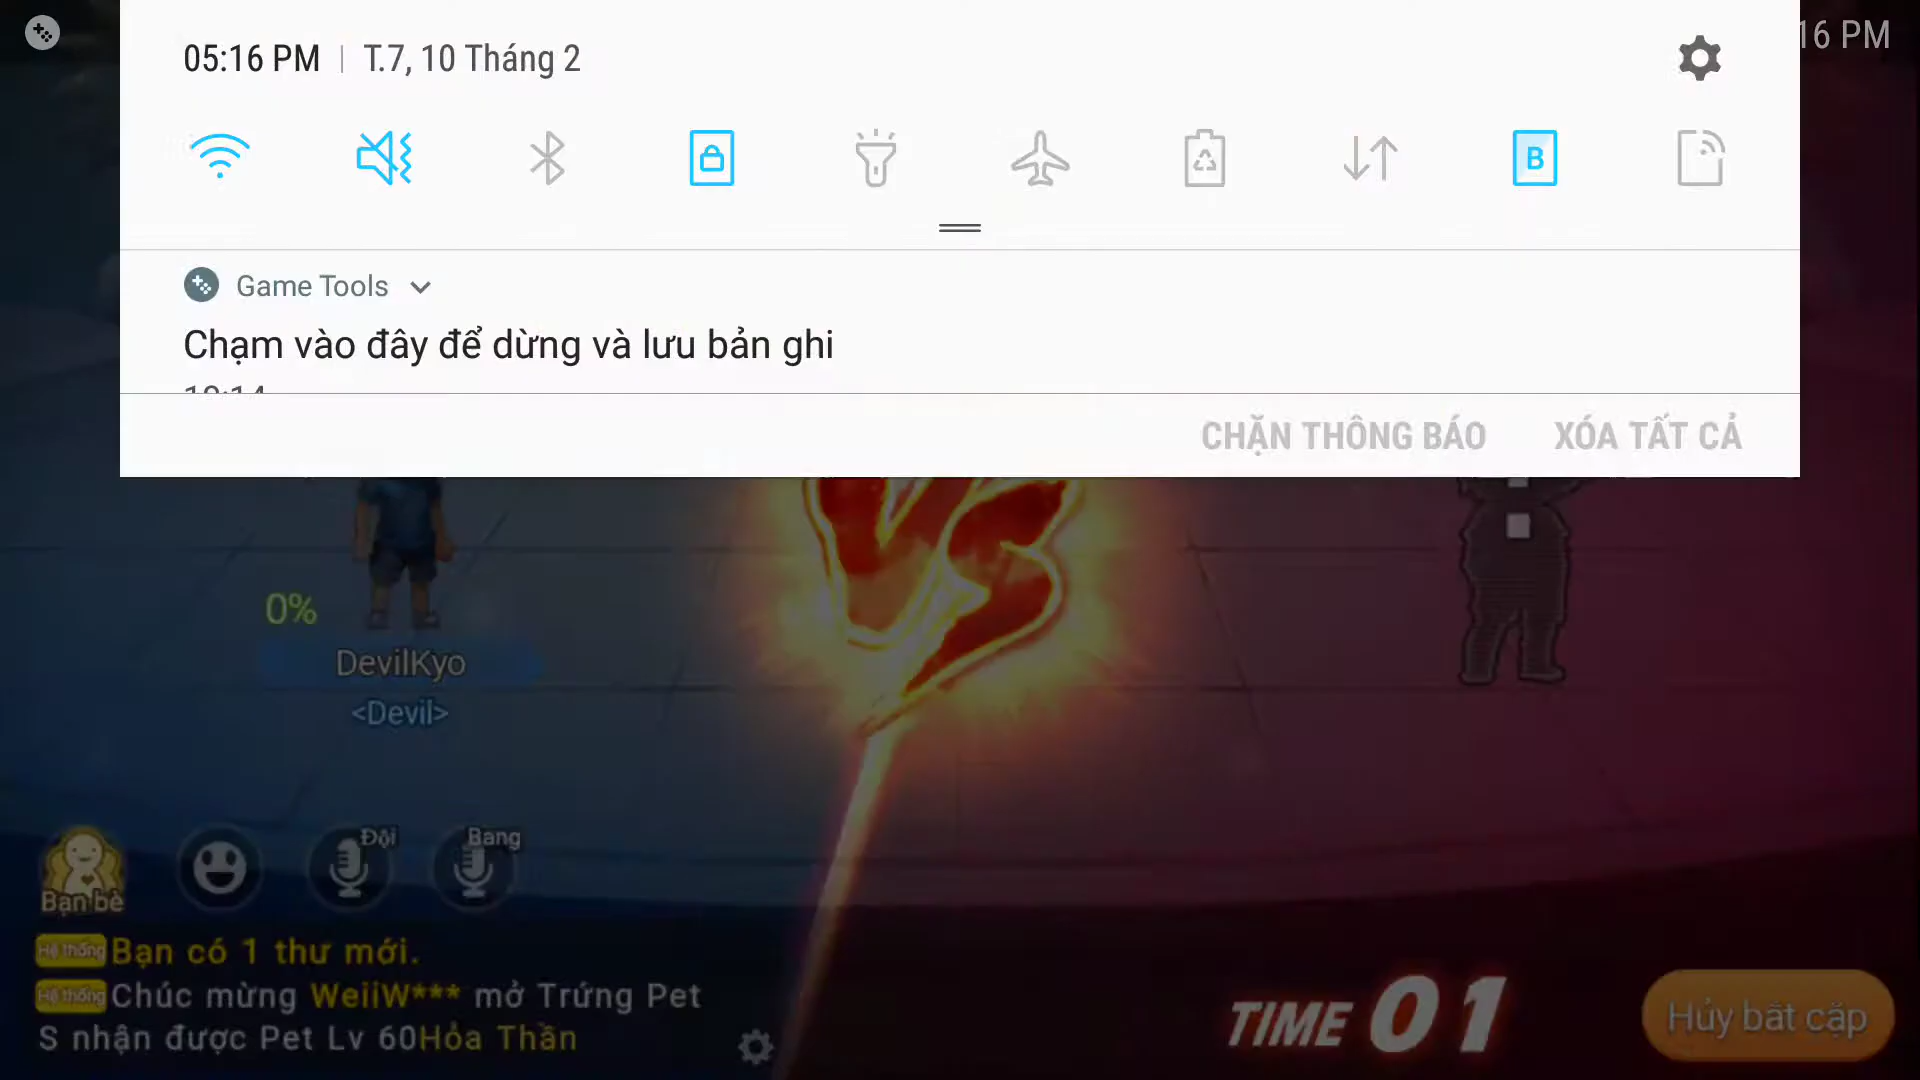 05:16 PM | T.7, 10 Tháng 2
16 PM
B
Game Tools
Chạm vào đây để dừng và lưu bản ghi
CHẶN THÔNG BÁO XÓA TẤT CẢ
VS
0%
DevilKyo
<Devil>
Đội
Bang
Bạn bè
Hệ thống Bạn có 1 thư mới.
Hệ thống Chúc mừng WeiiW*** mở Trứng Pet
S nhận được Pet Lv 60Hỏa Thần
TIME 01
Hủy bắt cặp